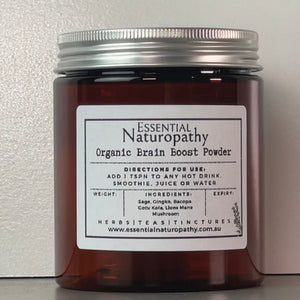 ESSENTIAL
Naturopathy
Organic Brain Boost Powder
DIRECTIONS FOR USE:
ADD 1 TSPN TO ANY HOT DRINK,
SMOOTHIE, JUICE OR WATER
WEIGHT: INGREDIENTS: EXPIRY:
Sage, Gingko, Bacopa
Gotu Kola, Lions Mane
Mushroom
HERBS|TEAS|TINCTURES
www.essentialnaturopathy.com.au